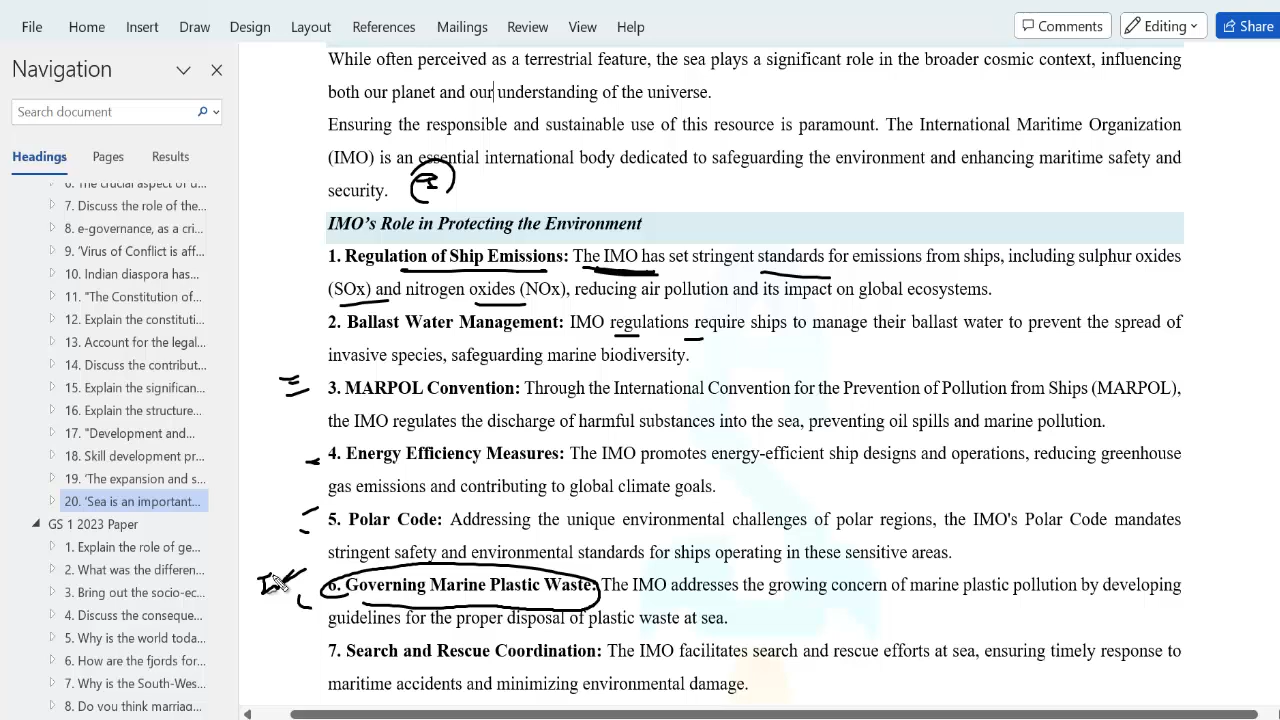 File Home Insert Draw Design Layout References Mailings Review View Help Comments Editing Share
Navigation
Search document
Headings Pages Results
6. The crucial aspect of u...
7. Discuss the role of the...
8. e-governance, as a cri...
9. 'Virus of Conflict is aff...
10. Indian diaspora has...
11. "The Constitution of...
12. Explain the constituti...
13. Account for the legal...
14. Discuss the contribut...
15. Explain the significan...
16. Explain the structure...
17. "Development and...
18. Skill development pr...
19. 'The expansion and s...
20. 'Sea is an important...
GS 1 2023 Paper
1. Explain the role of ge...
2. What was the differen...
3. Bring out the socio-ec...
4. Discuss the conseque...
5. Why is the world toda...
6. How are the fjords for...
7. Why is the South-Wes...
8. Do you think marriag...
While often perceived as a terrestrial feature, the sea plays a significant role in the broader cosmic context, influencing
both our planet and our understanding of the universe.
Ensuring the responsible and sustainable use of this resource is paramount. The International Maritime Organization
(IMO) is an essential international body dedicated to safeguarding the environment and enhancing maritime safety and
security.
IMO's Role in Protecting the Environment
1. Regulation of Ship Emissions: The IMO has set stringent standards for emissions from ships, including sulphur oxides
(SOx) and nitrogen oxides (NOx), reducing air pollution and its impact on global ecosystems.
2. Ballast Water Management: IMO regulations require ships to manage their ballast water to prevent the spread of
invasive species, safeguarding marine biodiversity.
3. MARPOL Convention: Through the International Convention for the Prevention of Pollution from Ships (MARPOL),
the IMO regulates the discharge of harmful substances into the sea, preventing oil spills and marine pollution.
4. Energy Efficiency Measures: The IMO promotes energy-efficient ship designs and operations, reducing greenhouse
gas emissions and contributing to global climate goals.
5. Polar Code: Addressing the unique environmental challenges of polar regions, the IMO's Polar Code mandates
stringent safety and environmental standards for ships operating in these sensitive areas.
6. Governing Marine Plastic Waste: The IMO addresses the growing concern of marine plastic pollution by developing
guidelines for the proper disposal of plastic waste at sea.
7. Search and Rescue Coordination: The IMO facilitates search and rescue efforts at sea, ensuring timely response to
maritime accidents and minimizing environmental damage.